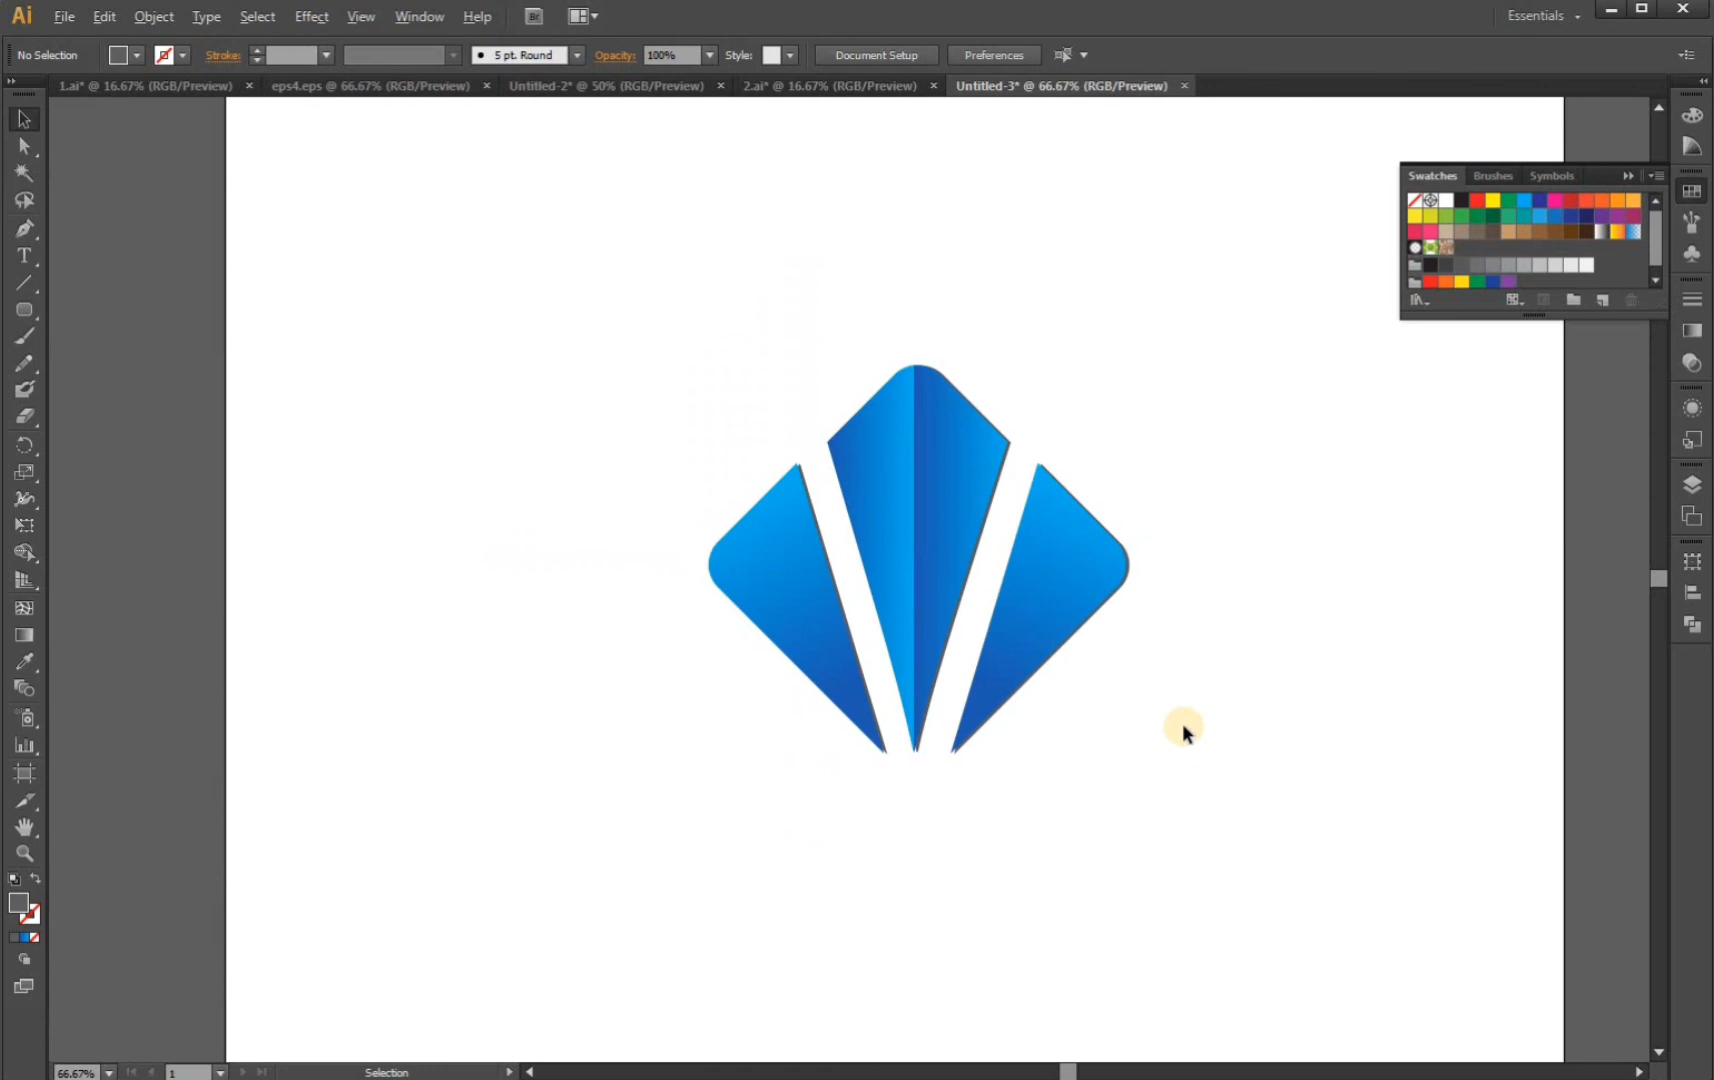 Ai File Edit Object Type Select Effect View Window Help Br Essentials
No Selection Stroke: 5 pt. Round Opacity: 100% Style: Document Setup Preferences
1.ai* @ 16.67% (RGB/Preview) eps4.eps @ 66.67% (RGB/Preview) Untitled-2* @ 50% (RGB/Preview) 2.ai* @ 16.67% (RGB/Preview) Untitled-3* @ 66.67% (RGB/Preview)
Swatches Brushes Symbols
66.67% 1 Selection